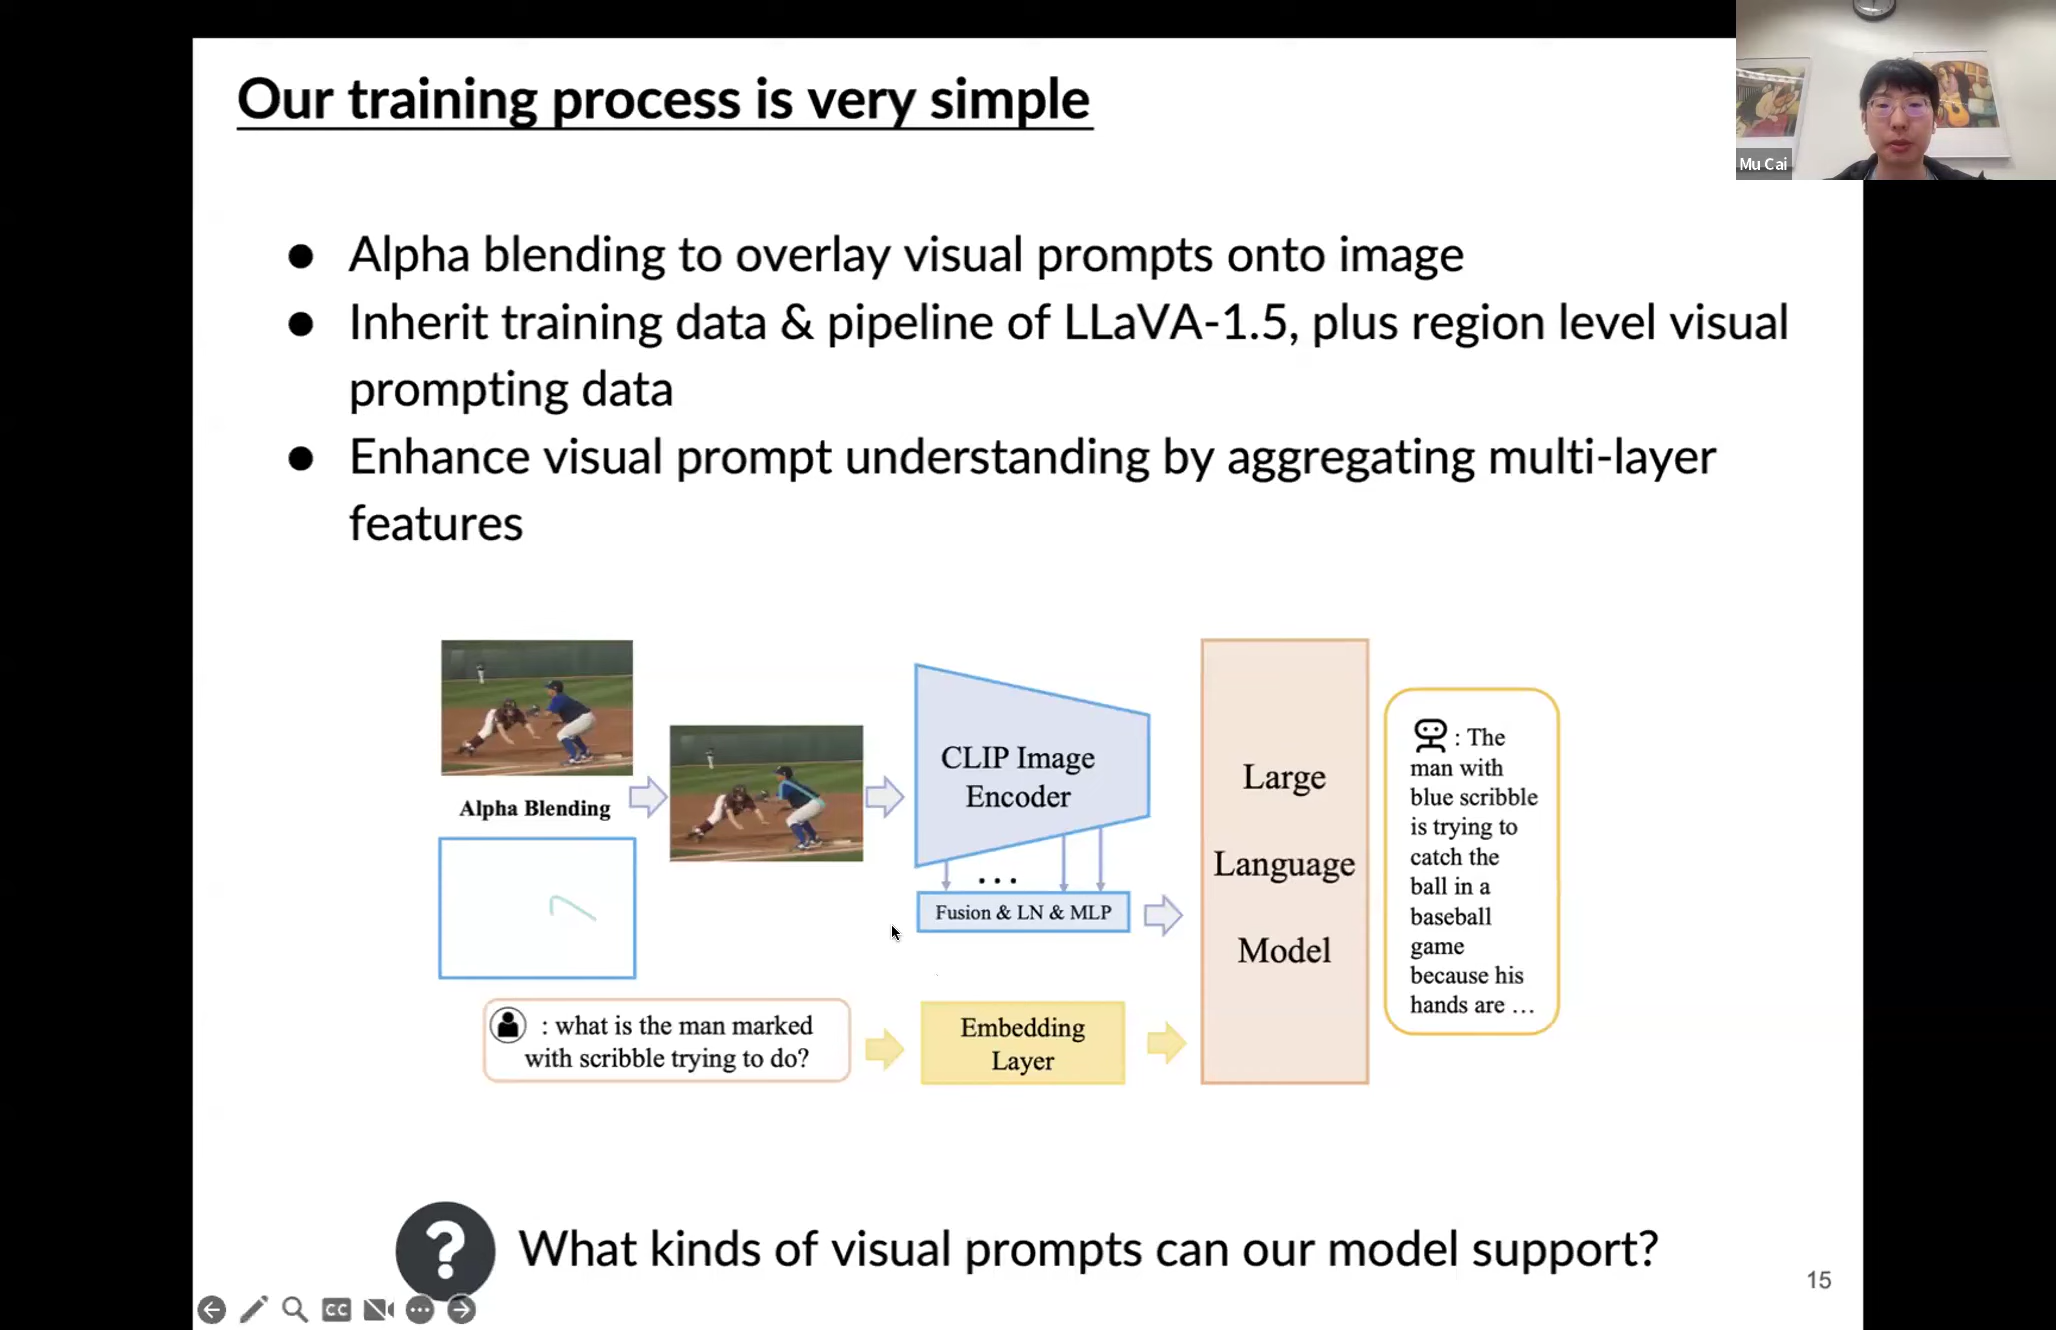 Our training process is very simple
Mu Cai
● Alpha blending to overlay visual prompts onto image
● Inherit training data & pipeline of LLaVA-1.5, plus region level visual
prompting data
● Enhance visual prompt understanding by aggregating multi-layer
features
Alpha Blending
CLIP Image
Encoder
...
Fusion & LN & MLP
: what is the man marked
with scribble trying to do?
Embedding
Layer
Large
Language
Model
: The
man with
blue scribble
is trying to
catch the
ball in a
baseball
game
because his
hands are ...
? What kinds of visual prompts can our model support?
15
CC